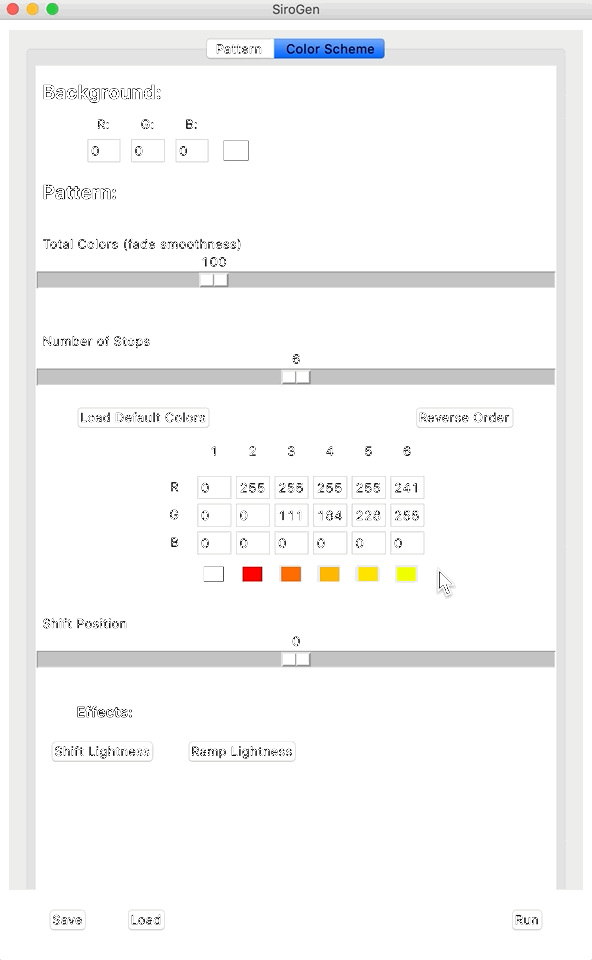 SiroGen
Pattern Color Scheme
Background:
R: G: B:
0 0 0
Pattern:
Total Colors (fade smoothness)
100
Number of Stops
6
Load Default Colors Reverse Order
1 2 3 4 5 6
R 0 255 255 255 255 241
G 0 0 111 184 228 255
B 0 0 0 0 0 0
Shift Position
0
Effects:
Shift Lightness Ramp Lightness
Save Load Run